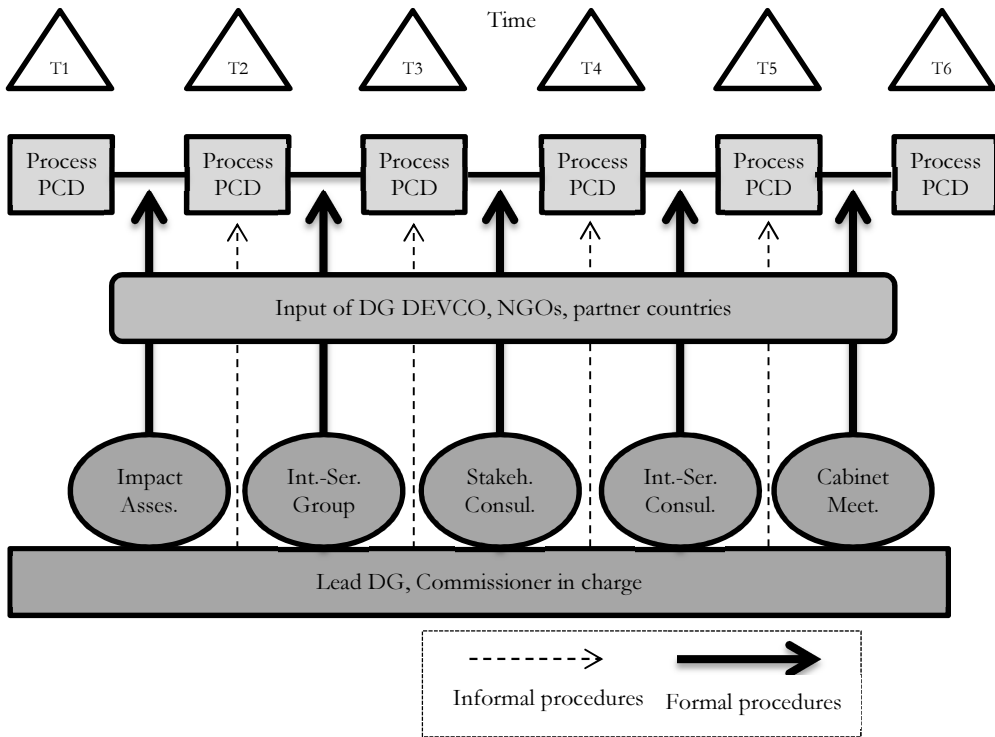 Time
T1
T2
T3
T4
T5
T6
Process
PCD
Process
PCD
Process
PCD
Process
PCD
Process
PCD
Process
PCD
Input of DG DEVCO, NGOs, partner countries
Impact
Asses.
Int.-Ser.
Group
Stakeh.
Consul.
Int.-Ser.
Consul.
Cabinet
Meet.
Lead DG, Commissioner in charge
Informal procedures
Formal procedures